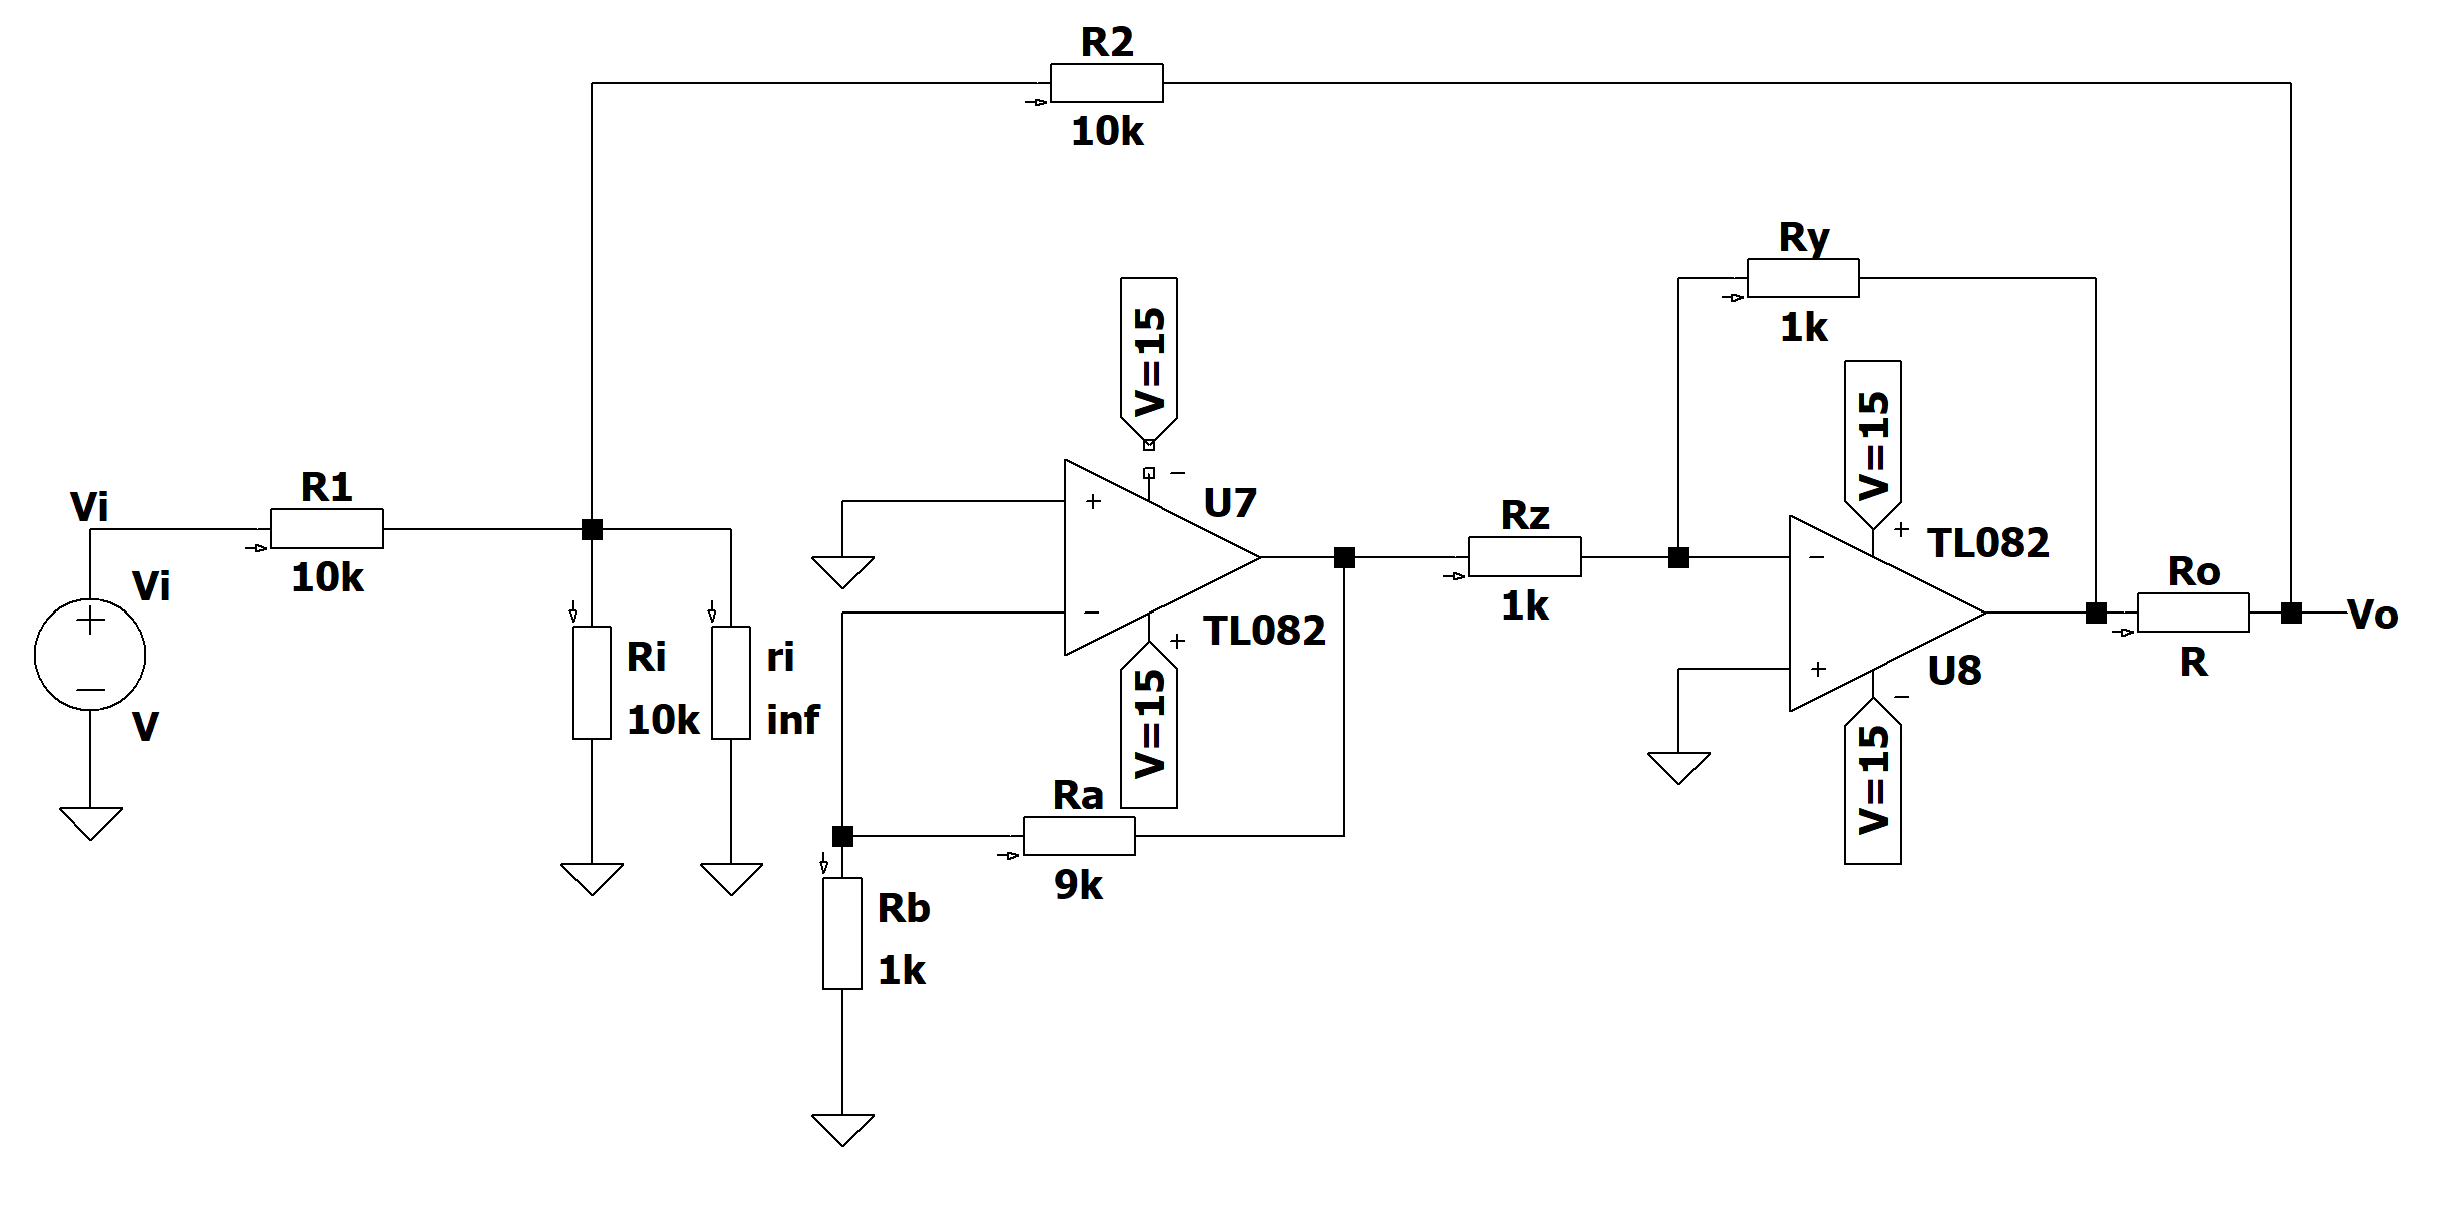 R2
10k
Ry
1k
V=15
V=15
R1
10k
Vi
Vi
V
Ri
10k
ri
inf
+
−
−
+
U7
TL082
V=15
Ra
9k
Rb
1k
Rz
1k
−
+
+
−
TL082
U8
V=15
Ro
R
Vo
+
−